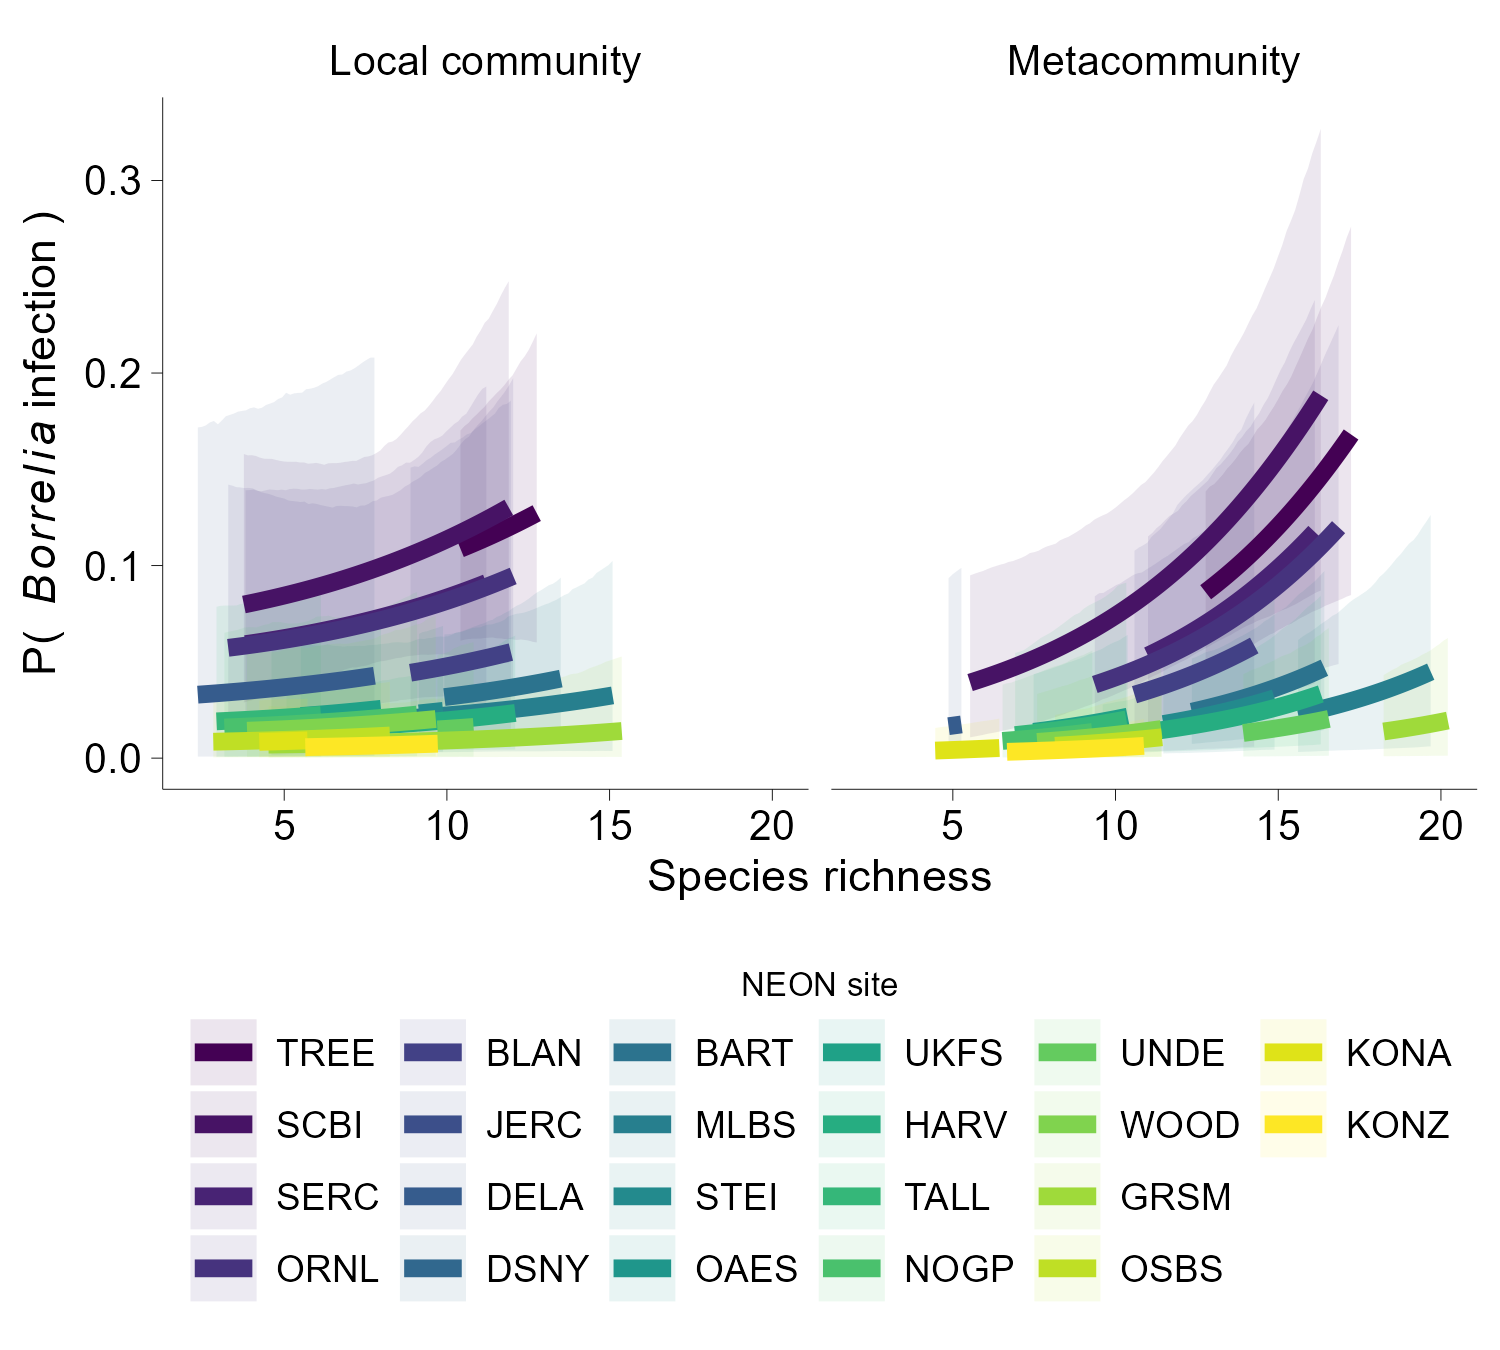 Local community Metacommunity
0.3
0.2
0.1
0.0
P( Borrelia infection )
5 10 15 20 5 10 15 20
Species richness
NEON site
TREE BLAN BART UKFS UNDE KONA
SCBI JERC MLBS HARV WOOD KONZ
SERC DELA STEI TALL GRSM
ORNL DSNY OAES NOGP OSBS